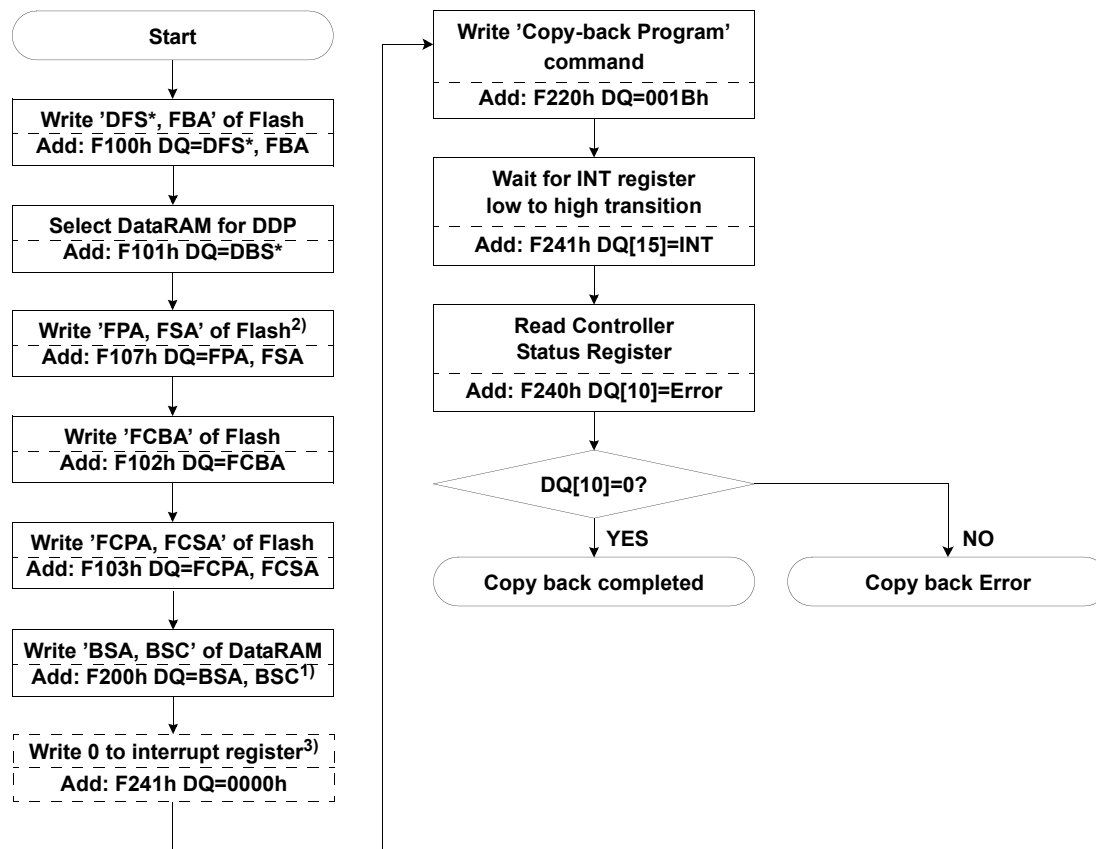 Start
Write ’DFS*, FBA’ of Flash
Add: F100h DQ=DFS*, FBA
Select DataRAM for DDP
Add: F101h DQ=DBS*
Write ’FPA, FSA’ of Flash2)
Add: F107h DQ=FPA, FSA
Write ’FCBA’ of Flash
Add: F102h DQ=FCBA
Write ’FCPA, FCSA’ of Flash
Add: F103h DQ=FCPA, FCSA
Write ’BSA, BSC’ of DataRAM
Add: F200h DQ=BSA, BSC1)
Write 0 to interrupt register3)
Add: F241h DQ=0000h
Write ’Copy-back Program’
command
Add: F220h DQ=001Bh
Wait for INT register
low to high transition
Add: F241h DQ[15]=INT
Read Controller
Status Register
Add: F240h DQ[10]=Error
DQ[10]=0?
YES
NO
Copy back completed
Copy back Error